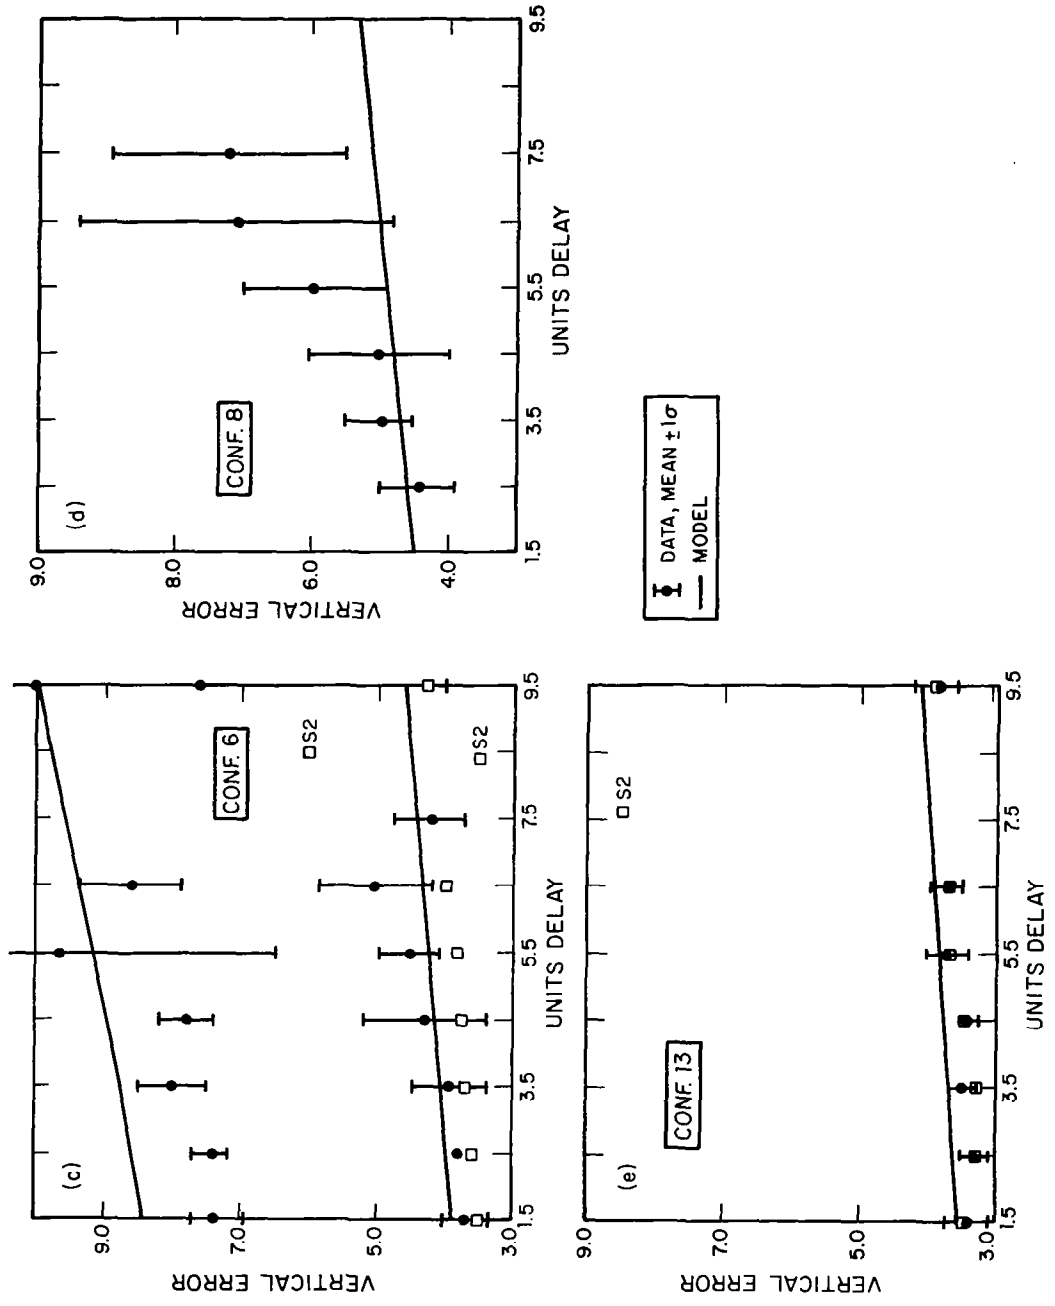 (c)
CONF. 6
9.0
7.0
5.0
3.0
VERTICAL ERROR
1.5
3.5
5.5
7.5
9.5
UNITS DELAY
S2
S2
(d)
CONF. 8
9.0
8.0
6.0
4.0
VERTICAL ERROR
1.5
3.5
5.5
7.5
9.5
UNITS DELAY
(e)
CONF. 13
9.0
7.0
5.0
3.0
VERTICAL ERROR
1.5
3.5
5.5
7.5
9.5
UNITS DELAY
S2
DATA, MEAN ± 1σ
MODEL